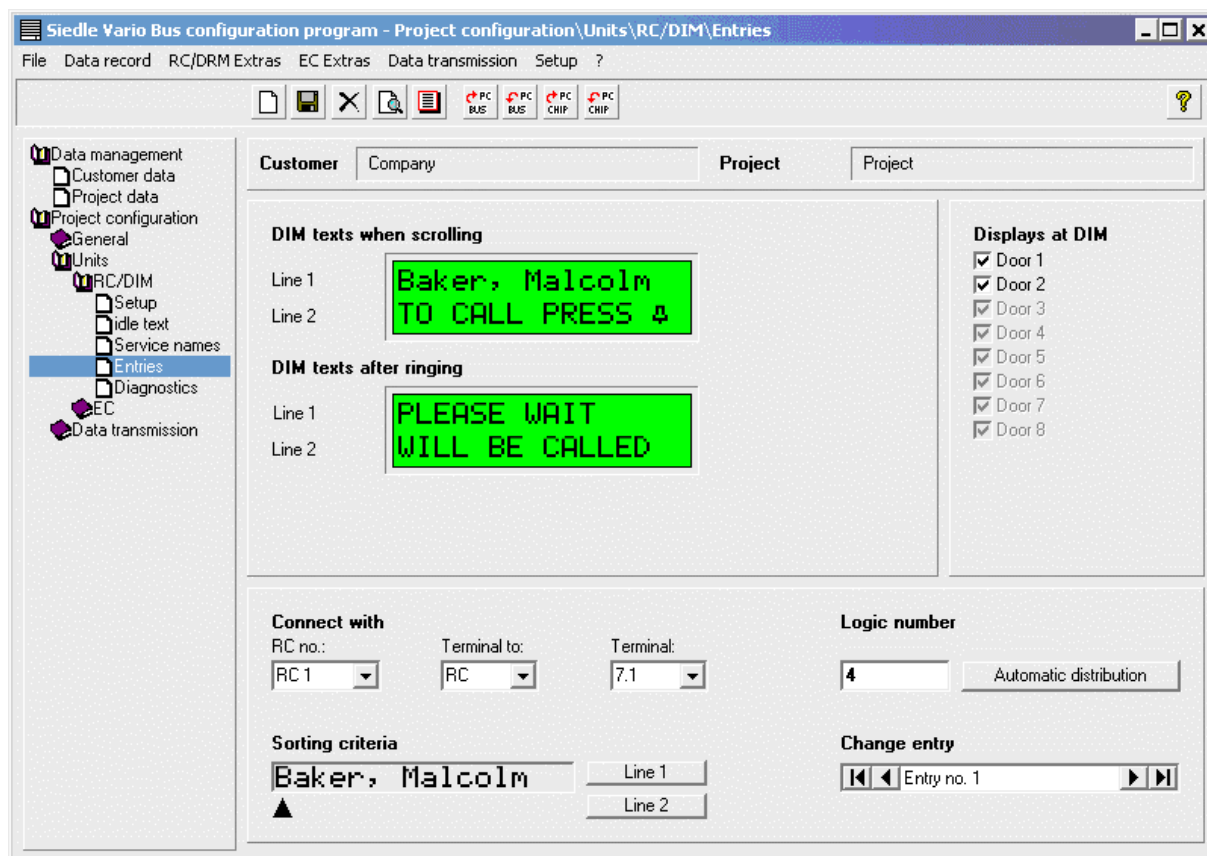 Siedle Vario Bus configuration program - Project configuration\Units\RC/DIM\Entries
File Data record RC/DRM Extras EC Extras Data transmission Setup ?
PC BUS PC BUS PC CHIP PC CHIP ?
Data management
Customer data
Project data
Project configuration
General
Units
RC/DIM
Setup
idle text
Service names
Entries
Diagnostics
EC
Data transmission
Customer Company Project Project
DIM texts when scrolling
Line 1 Baker, Malcolm
Line 2 TO CALL PRESS
DIM texts after ringing
Line 1 PLEASE WAIT
Line 2 WILL BE CALLED
Displays at DIM
Door 1
Door 2
Door 3
Door 4
Door 5
Door 6
Door 7
Door 8
Connect with
RC no.: Terminal to: Terminal:
RC 1 RC 7.1
Logic number
4 Automatic distribution
Sorting criteria
Baker, Malcolm Line 1
Line 2
Change entry
Entry no. 1